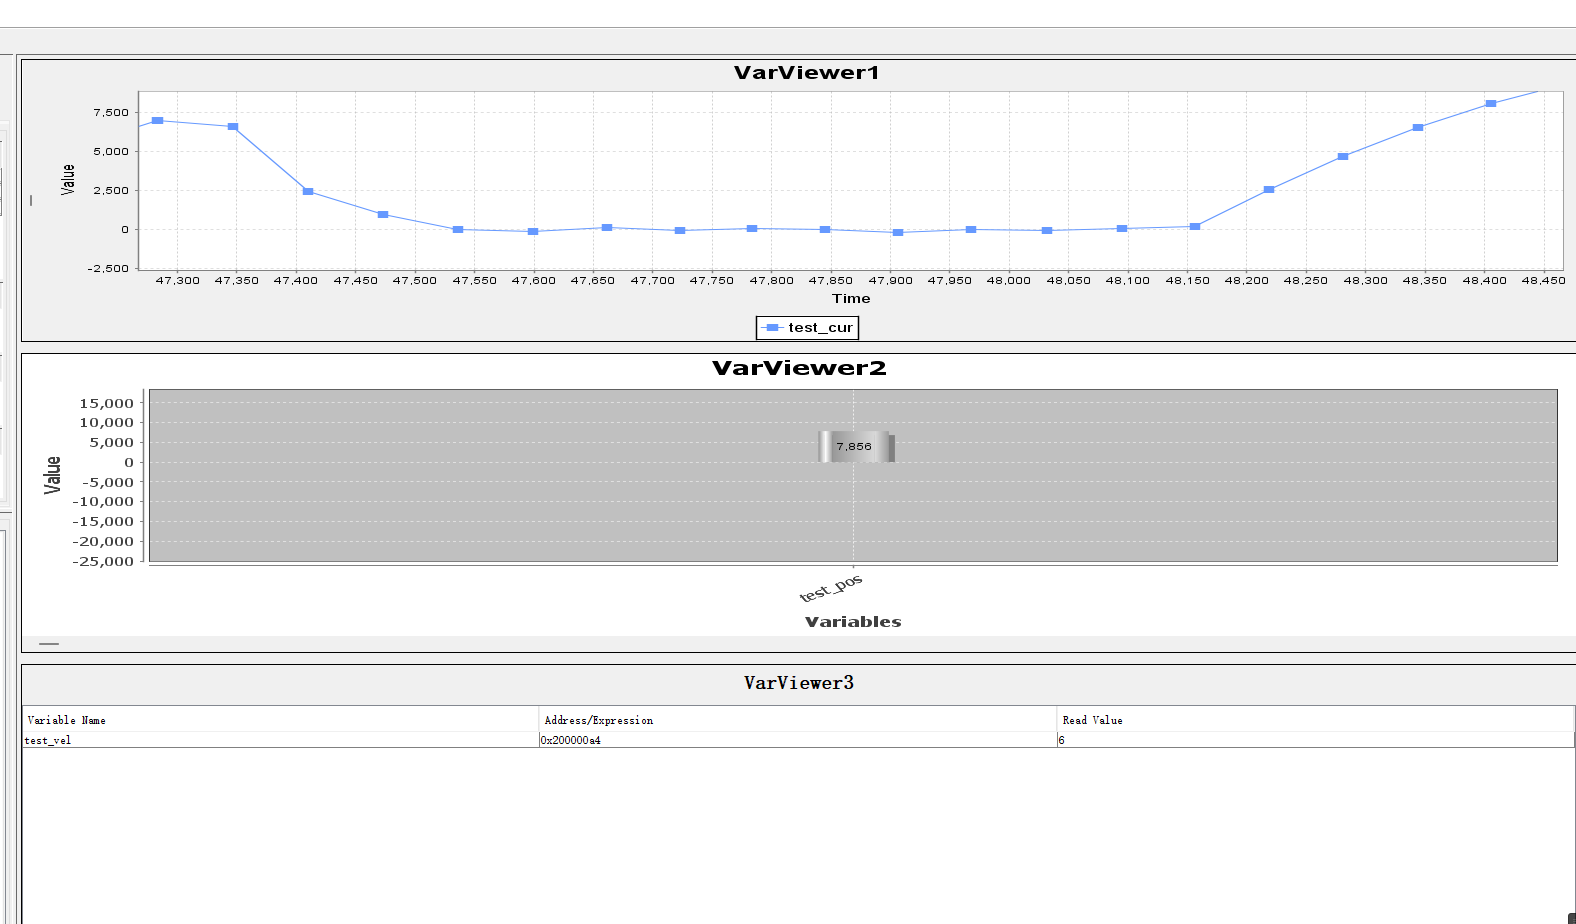 VarViewer1
7,500
5,000
2,500
0
-2,500
Value
47,300 47,350 47,400 47,450 47,500 47,550 47,600 47,650 47,700 47,750 47,800 47,850 47,900 47,950 48,000 48,050 48,100 48,150 48,200 48,250 48,300 48,350 48,400 48,450
Time
test_cur
VarViewer2
15,000
10,000
5,000
0
-5,000
-10,000
-15,000
-20,000
-25,000
Value
7,856
test_pos
Variables
VarViewer3
Variable Name Address/Expression Read Value
test_vel 0x200000a4 6